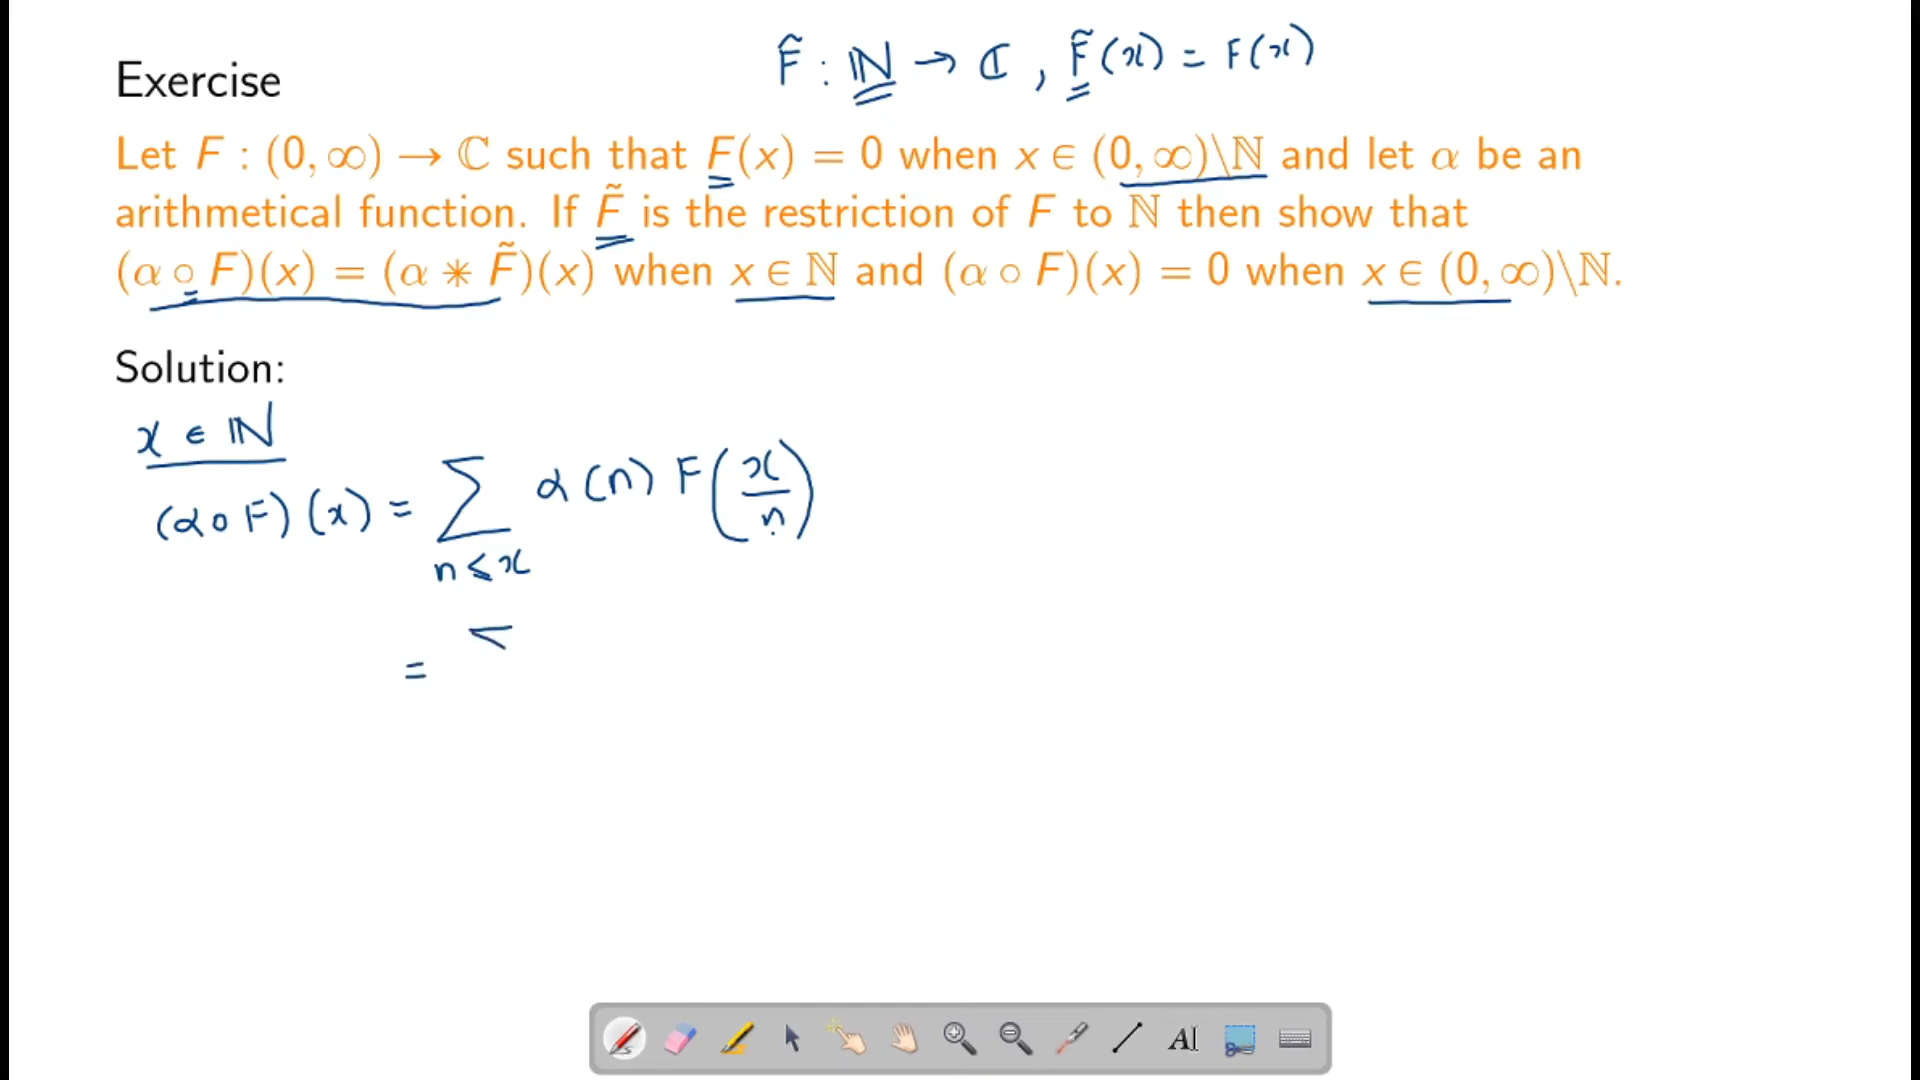 F̃ : ℕ → ℂ , F̃(x) = F(x)
Exercise
Let F : (0, ∞) → ℂ such that F(x) = 0 when x ∈ (0, ∞)\ℕ and let α be an
arithmetical function. If F̃ is the restriction of F to ℕ then show that
(α ∘ F)(x) = (α ∗ F̃)(x) when x ∈ ℕ and (α ∘ F)(x) = 0 when x ∈ (0, ∞)\ℕ.
Solution:
x ∈ ℕ
(α ∘ F)(x) = ∑_{n ≤ x} α(n) F(x/n)
=
AI